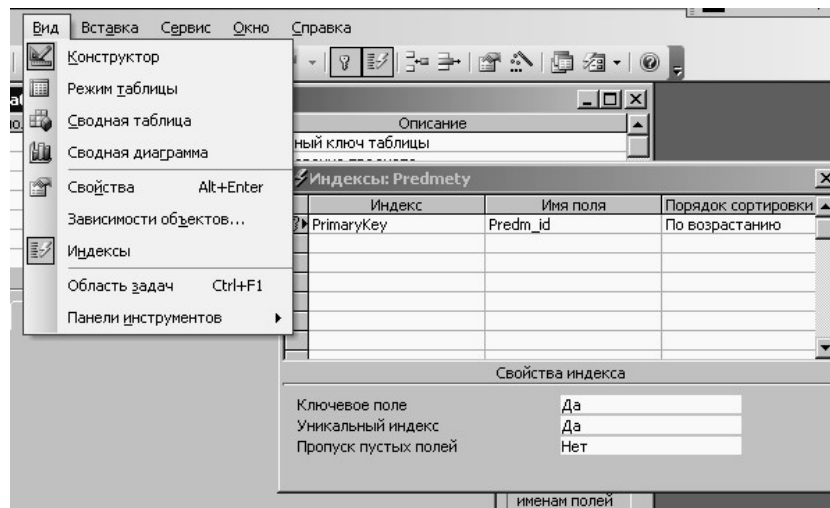 Вид Вставка Сервис Окно Справка
Конструктор
Режим таблицы
Сводная таблица
Сводная диаграмма
Свойства Alt+Enter
Зависимости объектов...
Индексы
Область задач Ctrl+F1
Панели инструментов
Описание
ный ключ таблицы
Индексы: Predmety
Индекс Имя поля Порядок сортировки
PrimaryKey Predm_id По возрастанию
Свойства индекса
Ключевое поле Да
Уникальный индекс Да
Пропуск пустых полей Нет
именам полей